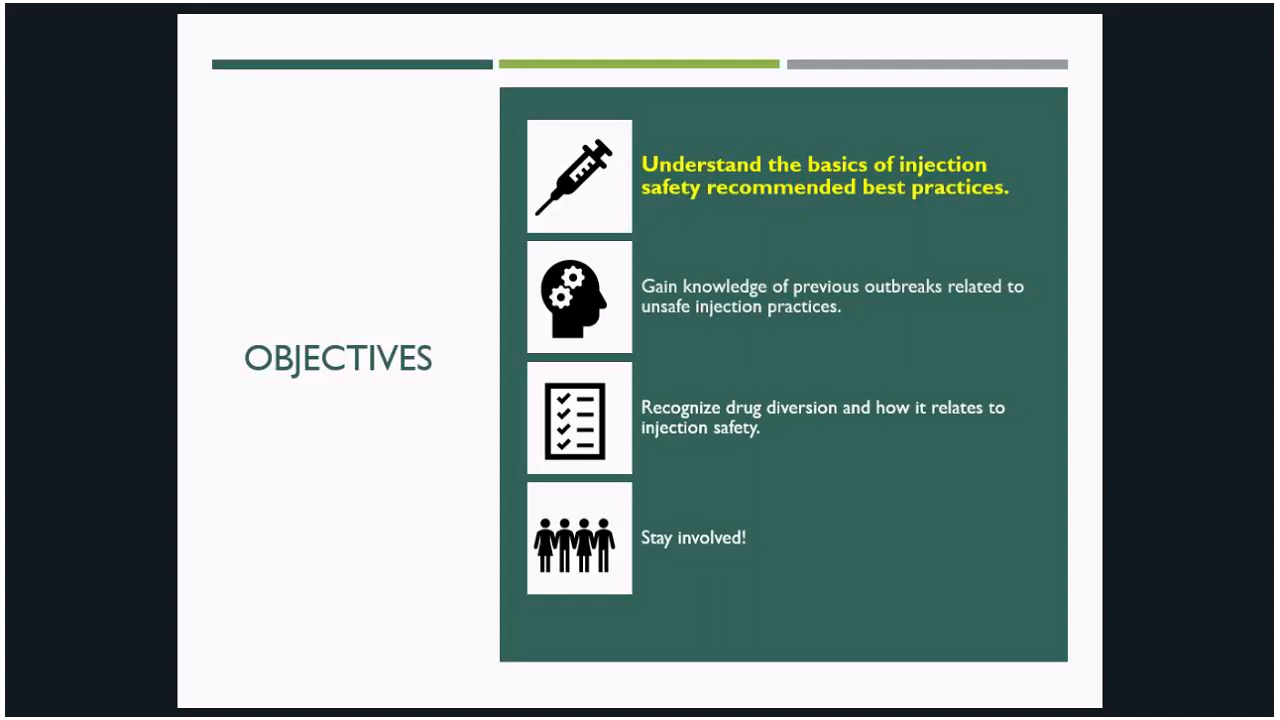 OBJECTIVES
Understand the basics of injection
safety recommended best practices.
Gain knowledge of previous outbreaks related to
unsafe injection practices.
Recognize drug diversion and how it relates to
injection safety.
Stay involved!